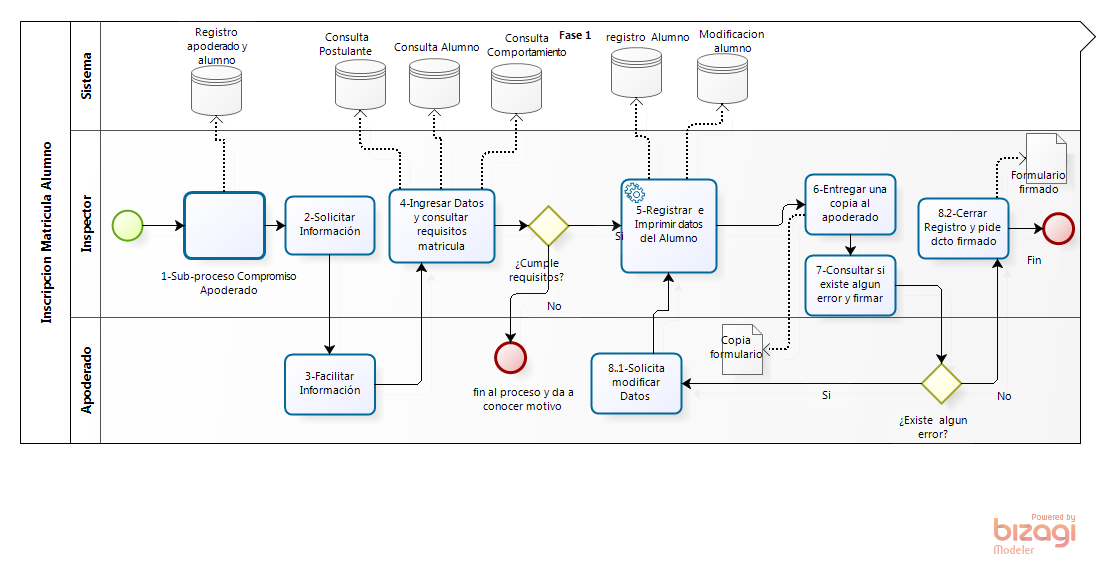 Inscripcion Matricula Alumno
Sistema
Fase 1
Registro
apoderado y
alumno
Consulta
Postulante
Consulta Alumno
Consulta
Comportamiento
registro Alumno
Modificacion
alumno
Inspector
1-Sub-proceso Compromiso
Apoderado
2-Solicitar
Información
4-Ingresar Datos
y consultar
requisitos
matricula
¿Cumple
requisitos?
Si
No
5-Registrar e
Imprimir datos
del Alumno
6-Entregar una
copia al
apoderado
7-Consultar si
existe algun
error y firmar
8.2-Cerrar
Registro y pide
dcto firmado
Formulario
firmado
Fin
Apoderado
3-Facilitar
Información
fin al proceso y da a
conocer motivo
8..1-Solicita
modificar
Datos
Copia
formulario
Si
No
¿Existe algun
error?
Powered by
bizagi
Modeler